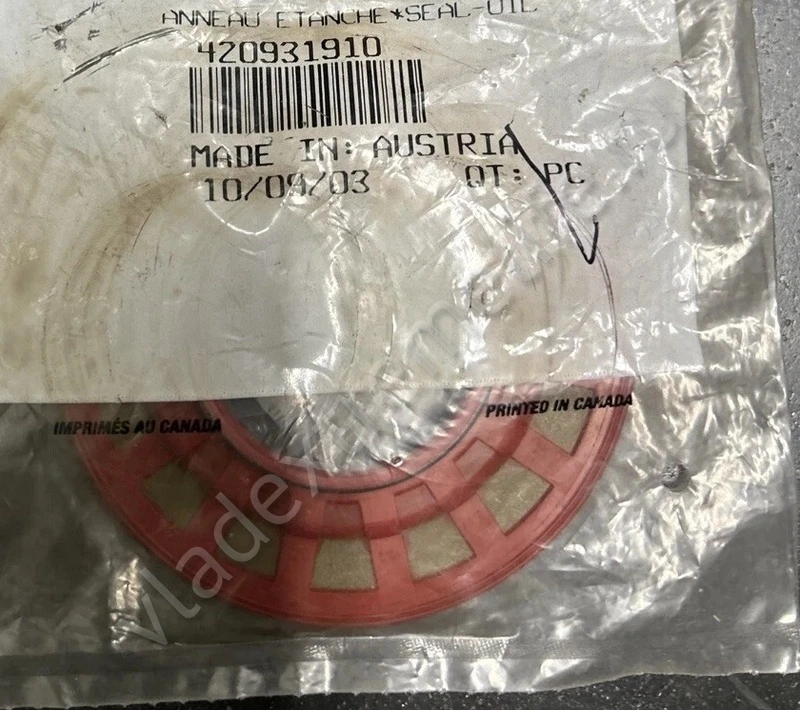 ANNEAU ETANCHE*SEAL-OIL
420931910
MADE IN: AUSTRIA
10/09/03 QT: PC
IMPRIMÉS AU CANADA
PRINTED IN CANADA